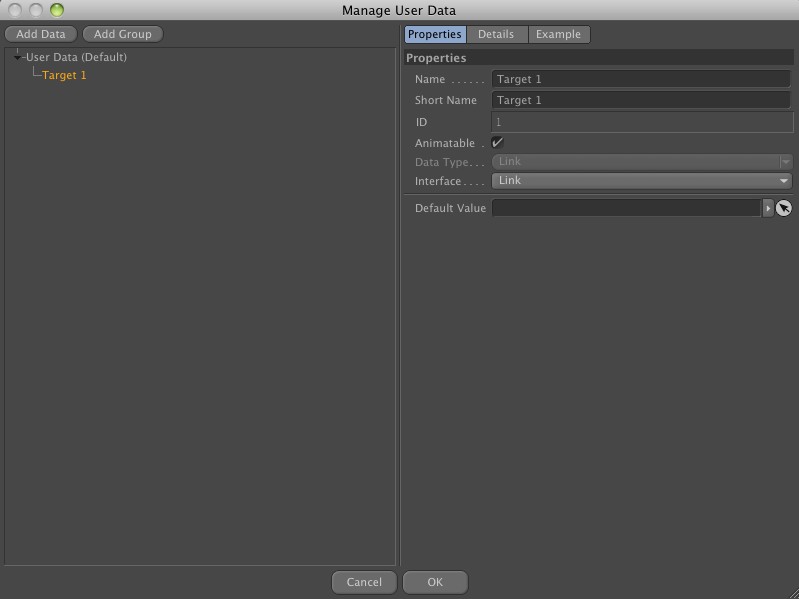 Manage User Data
Add Data Add Group
User Data (Default)
Target 1
Properties Details Example
Properties
Name . . . . . . Target 1
Short Name Target 1
ID 1
Animatable .
Data Type. . . Link
Interface. . . . Link
Default Value
Cancel OK